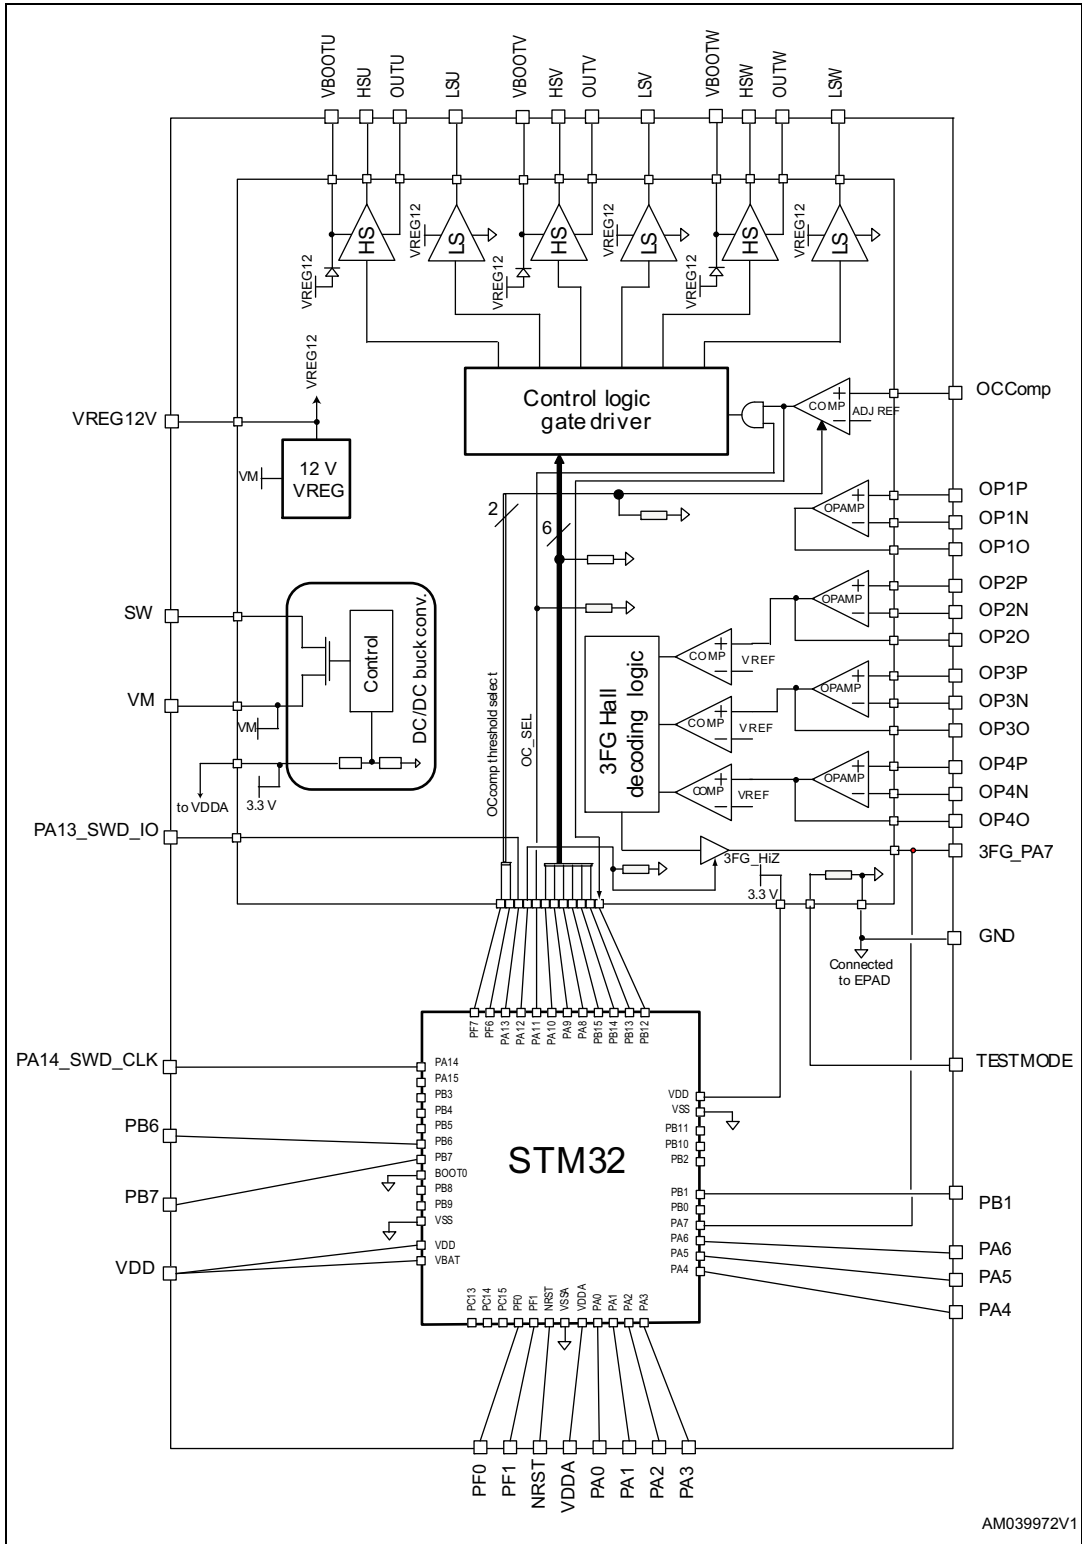 VBOOTU
HSU
OUTU
LSU
VBOOTV
HSV
OUTV
LSV
VBOOTW
HSW
OUTW
LSW
VREG12
HS
VREG12
LS
VREG12
HS
VREG12
LS
VREG12
HS
VREG12
LS
VREG12
VREG12V
VM
12 V
VREG
Control logic
gate driver
COMP
+
−
ADJ REF
OCComp
2
6
OPAMP
+
−
OP1P
OP1N
OP1O
SW
VM
VM
Control
DC/DC buck conv.
to VDDA
3.3 V
OCcomp threshold select
OC_SEL
3FG Hall
decoding logic
COMP
+
−
VREF
OPAMP
+
−
OP2P
OP2N
OP2O
COMP
+
−
VREF
OPAMP
+
−
OP3P
OP3N
OP3O
COMP
+
−
VREF
OPAMP
+
−
OP4P
OP4N
OP4O
PA13_SWD_IO
3FG_HiZ
3.3 V
3FG_PA7
GND
Connected
to EPAD
TESTMODE
PF7
PF6
PA13
PA12
PA11
PA10
PA9
PA8
PB15
PB14
PB13
PB12
PA14_SWD_CLK
PB6
PB7
VDD
PA14
PA15
PB3
PB4
PB5
PB6
PB7
BOOT0
PB8
PB9
VSS
VDD
VBAT
STM32
VDD
VSS
PB11
PB10
PB2
PB1
PB0
PA7
PA6
PA5
PA4
PB1
PA6
PA5
PA4
PC13
PC14
PC15
PF0
PF1
NRST
VSSA
VDDA
PA0
PA1
PA2
PA3
PF0
PF1
NRST
VDDA
PA0
PA1
PA2
PA3
AM039972V1